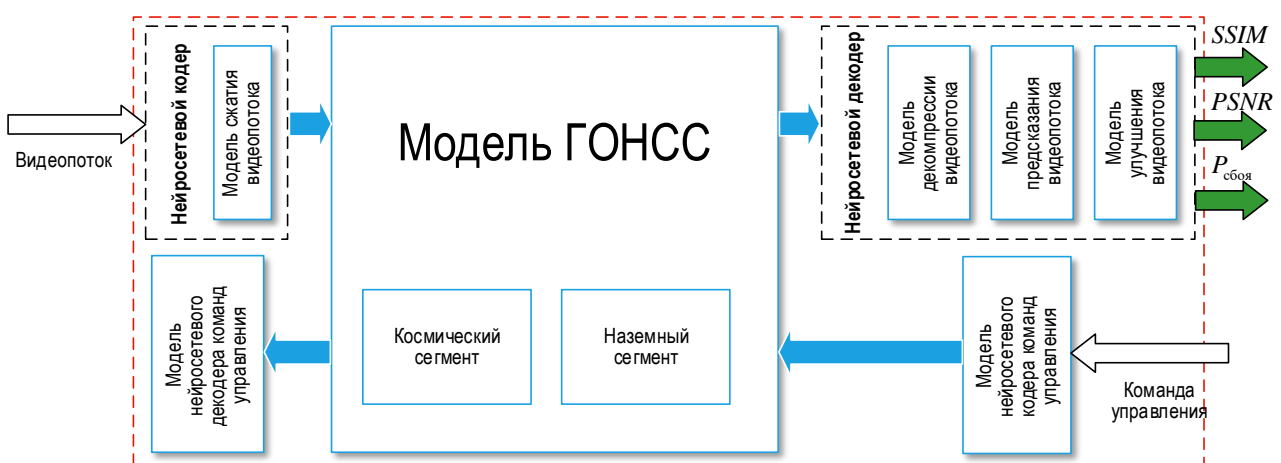 Видеопоток
Нейросетевой кодер
Модель сжатия
видеопотока
Модель ГОНСС
Космический
сегмент
Наземный
сегмент
Нейросетевой декодер
Модель
декомпрессии
видеопотока
Модель
предсказания
видеопотока
Модель
улучшения
видеопотока
SSIM
PSNR
Pсбоя
Модель
нейросетевого
декодера команд
управления
Модель
нейросетевого
кодера команд
управления
Команда
управления